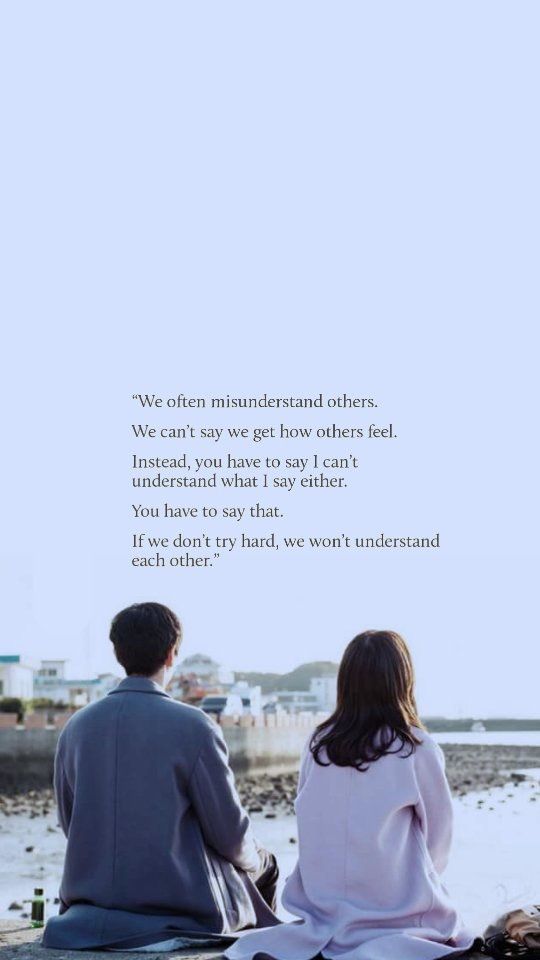 “We often misunderstand others.
We can’t say we get how others feel.
Instead, you have to say I can’t
understand what I say either.
You have to say that.
If we don’t try hard, we won’t understand
each other.”